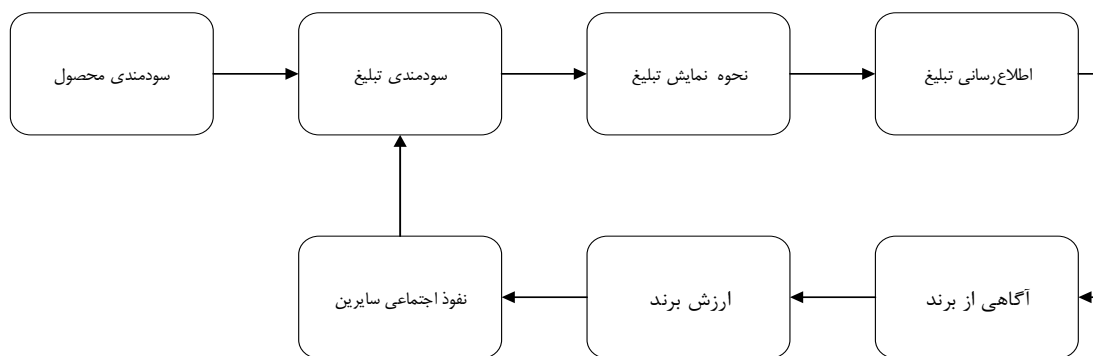 سودمندی محصول
سودمندی تبلیغ
نحوه نمایش تبلیغ
اطلاع‌رسانی تبلیغ
آگاهی از برند
ارزش برند
نفوذ اجتماعی سایرین